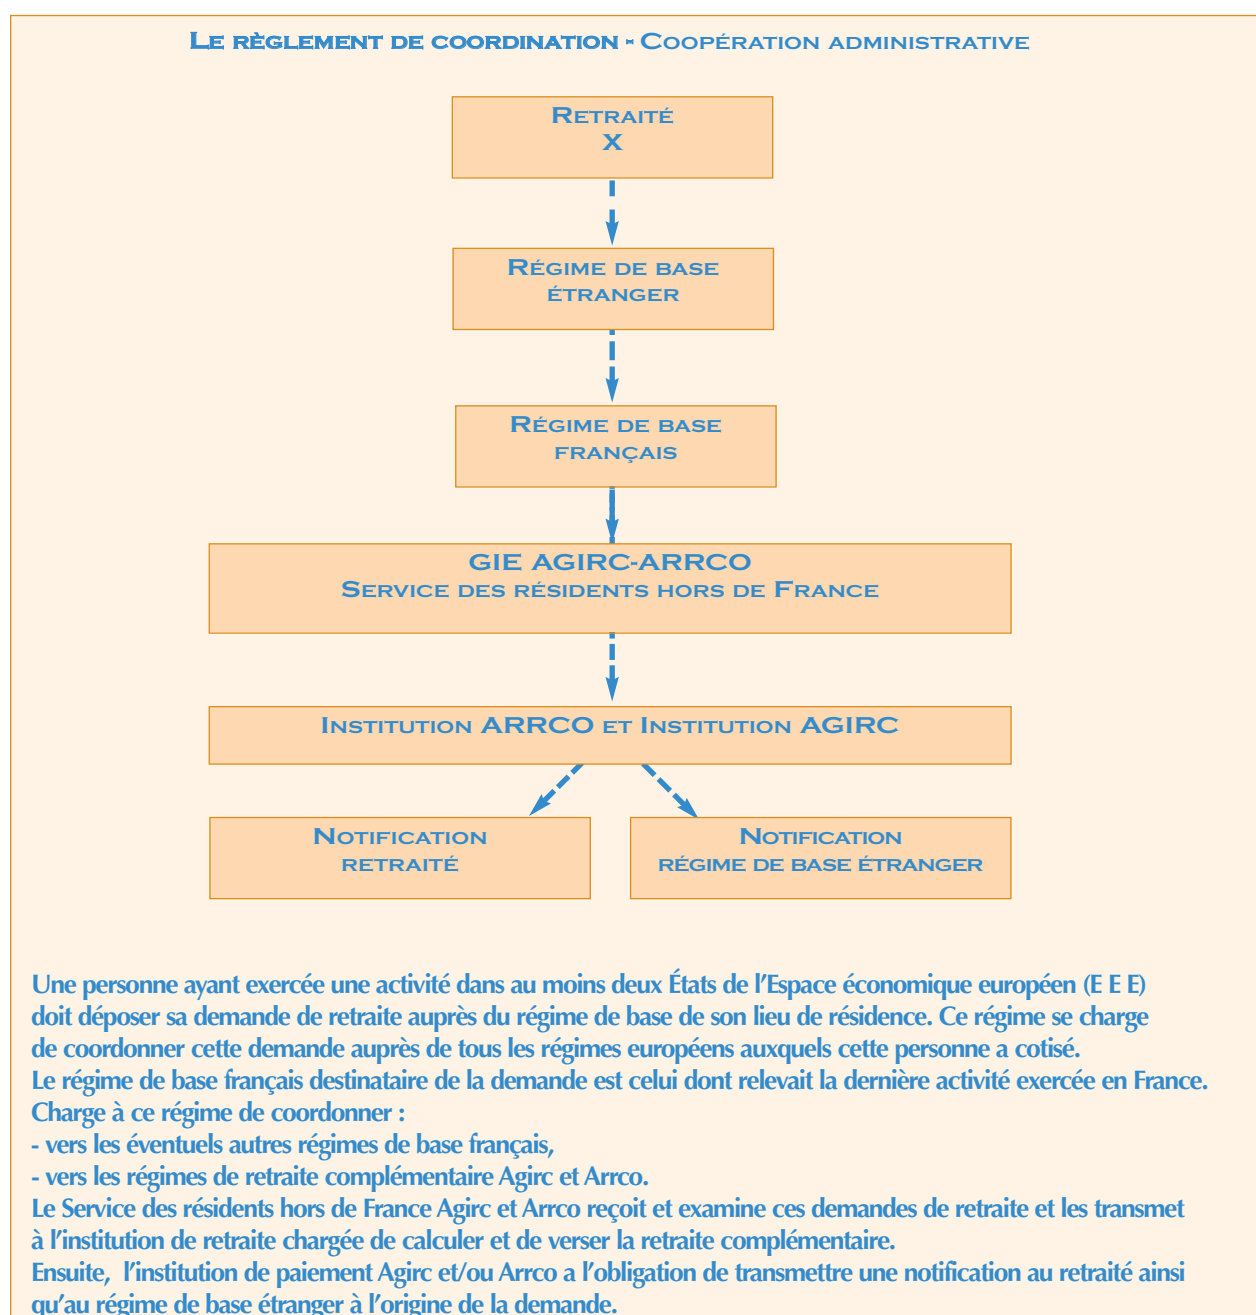 Le règlement de coordination - Coopération administrative
Retraité
X
Régime de base
étranger
Régime de base
français
GIE AGIRC-ARRCO
Service des résidents hors de France
Institution ARRCO et Institution AGIRC
Notification
retraité
Notification
régime de base étranger
Une personne ayant exercée une activité dans au moins deux États de l'Espace économique européen (E E E)
doit déposer sa demande de retraite auprès du régime de base de son lieu de résidence. Ce régime se charge
de coordonner cette demande auprès de tous les régimes européens auxquels cette personne a cotisé.
Le régime de base français destinataire de la demande est celui dont relevait la dernière activité exercée en France.
Charge à ce régime de coordonner :
- vers les éventuels autres régimes de base français,
- vers les régimes de retraite complémentaire Agirc et Arrco.
Le Service des résidents hors de France Agirc et Arrco reçoit et examine ces demandes de retraite et les transmet
à l'institution de retraite chargée de calculer et de verser la retraite complémentaire.
Ensuite, l'institution de paiement Agirc et/ou Arrco a l'obligation de transmettre une notification au retraité ainsi
qu'au régime de base étranger à l'origine de la demande.